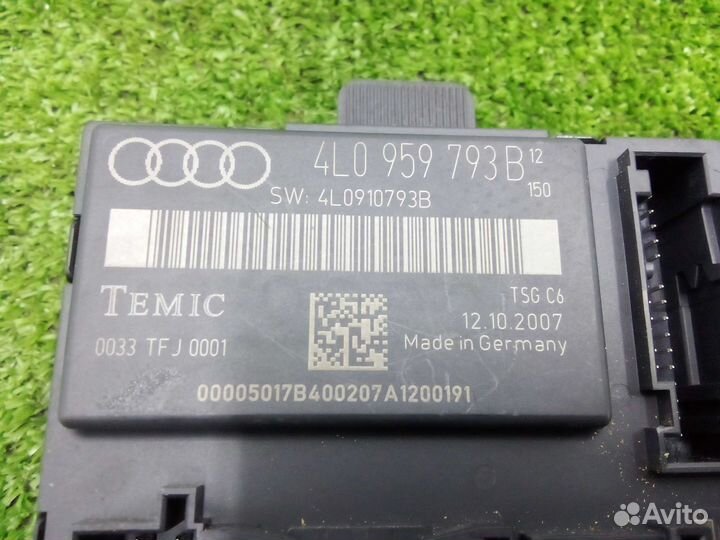 4L0 959 793 B 12
150
SW: 4L0910793B
TEMIC
TSG C6
12.10.2007
0033 TFJ 0001
Made in Germany
00005017B400207A1200191
Avito